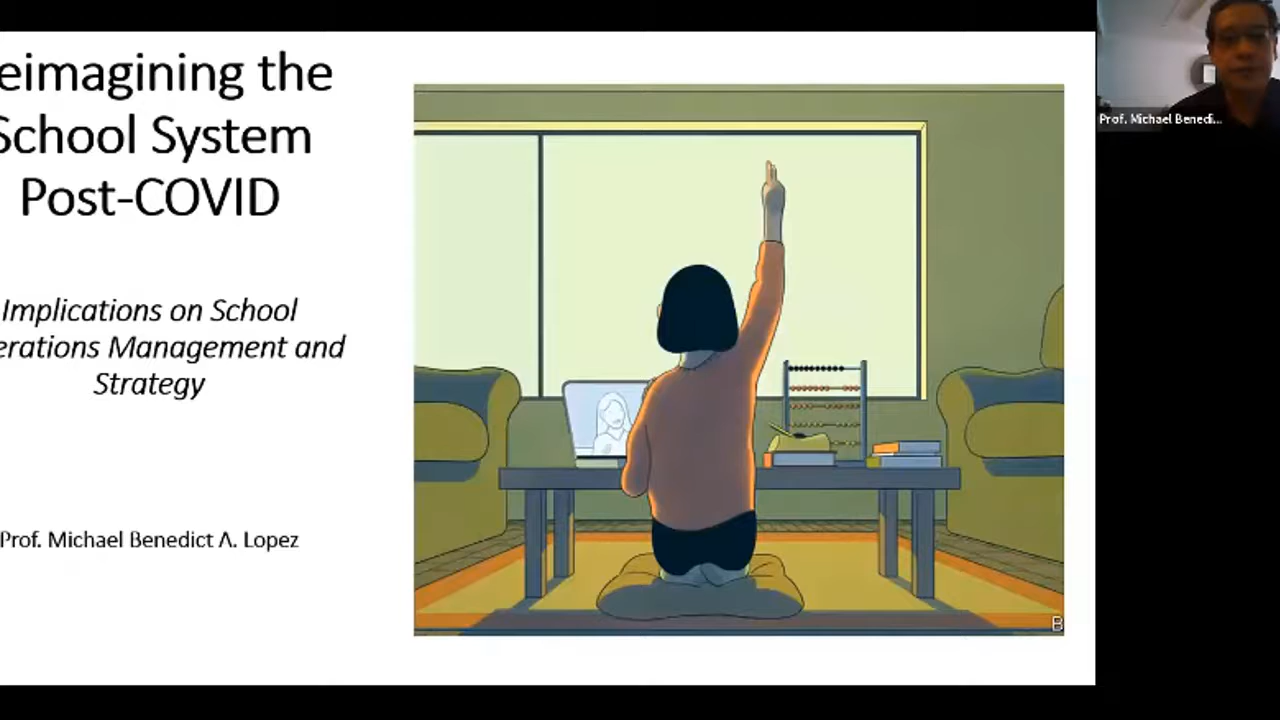 eimagining the
School System
Post-COVID
Implications on School
erations Management and
Strategy
Prof. Michael Benedict A. Lopez
B
Prof. Michael Benedi...